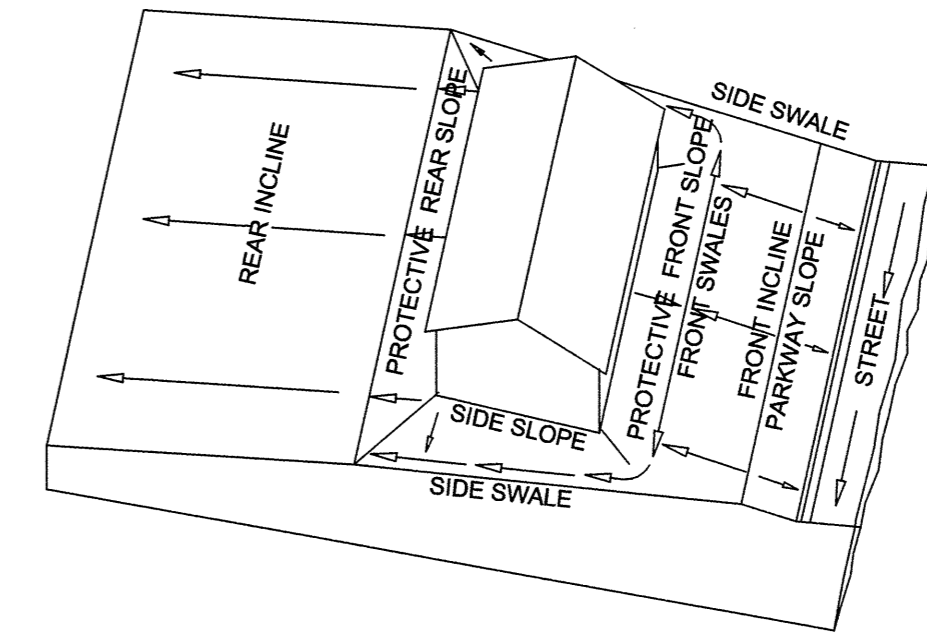 SIDE SWALE
REAR INCLINE
PROTECTIVE REAR SLOPE
PROTECTIVE FRONT SLOPE
FRONT SWALES
FRONT INCLINE
PARKWAY SLOPE
STREET
SIDE SLOPE
SIDE SWALE